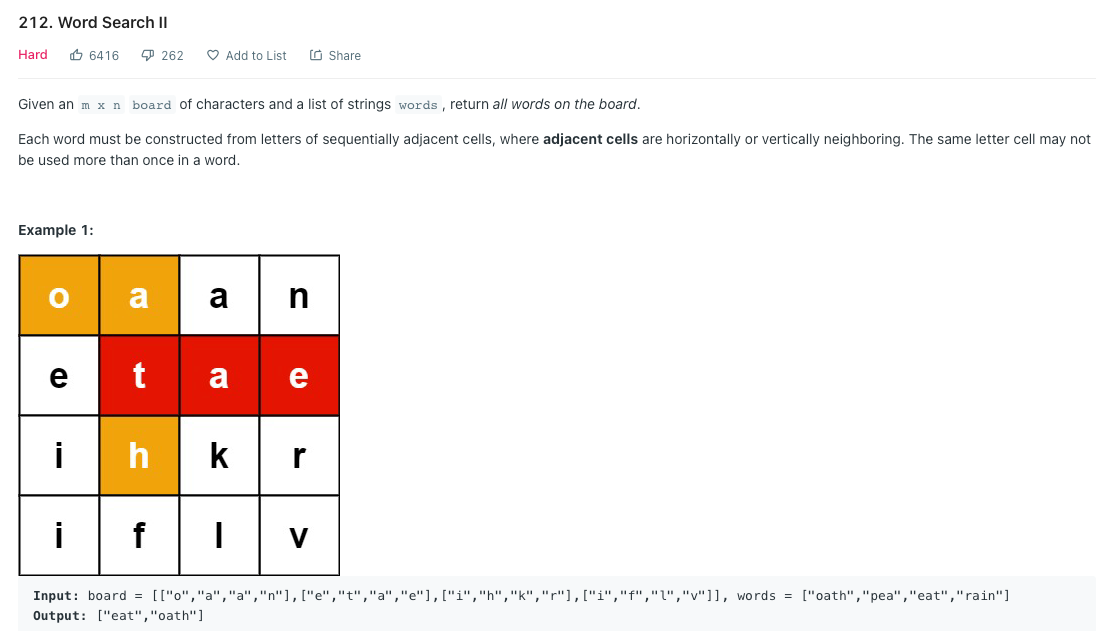 212. Word Search II
Hard 6416 262 Add to List Share
Given an m x n board of characters and a list of strings words, return all words on the board.
Each word must be constructed from letters of sequentially adjacent cells, where adjacent cells are horizontally or vertically neighboring. The same letter cell may not
be used more than once in a word.
Example 1:
o a a n
e t a e
i h k r
i f l v
Input: board = [["o","a","a","n"],["e","t","a","e"],["i","h","k","r"],["i","f","l","v"]], words = ["oath","pea","eat","rain"]
Output: ["eat","oath"]